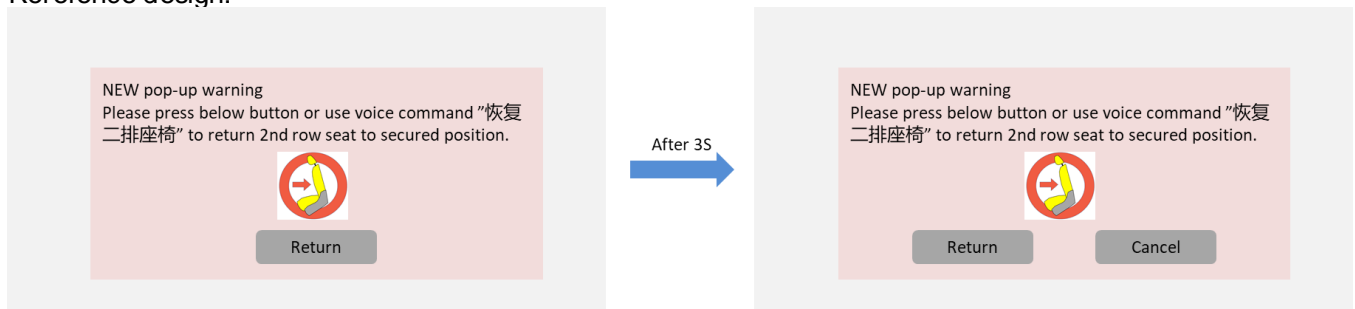 Reference design:
NEW pop-up warning
Please press below button or use voice command ”恢复
二排座椅” to return 2nd row seat to secured position.
Return
After 3S
NEW pop-up warning
Please press below button or use voice command ”恢复
二排座椅” to return 2nd row seat to secured position.
Return
Cancel